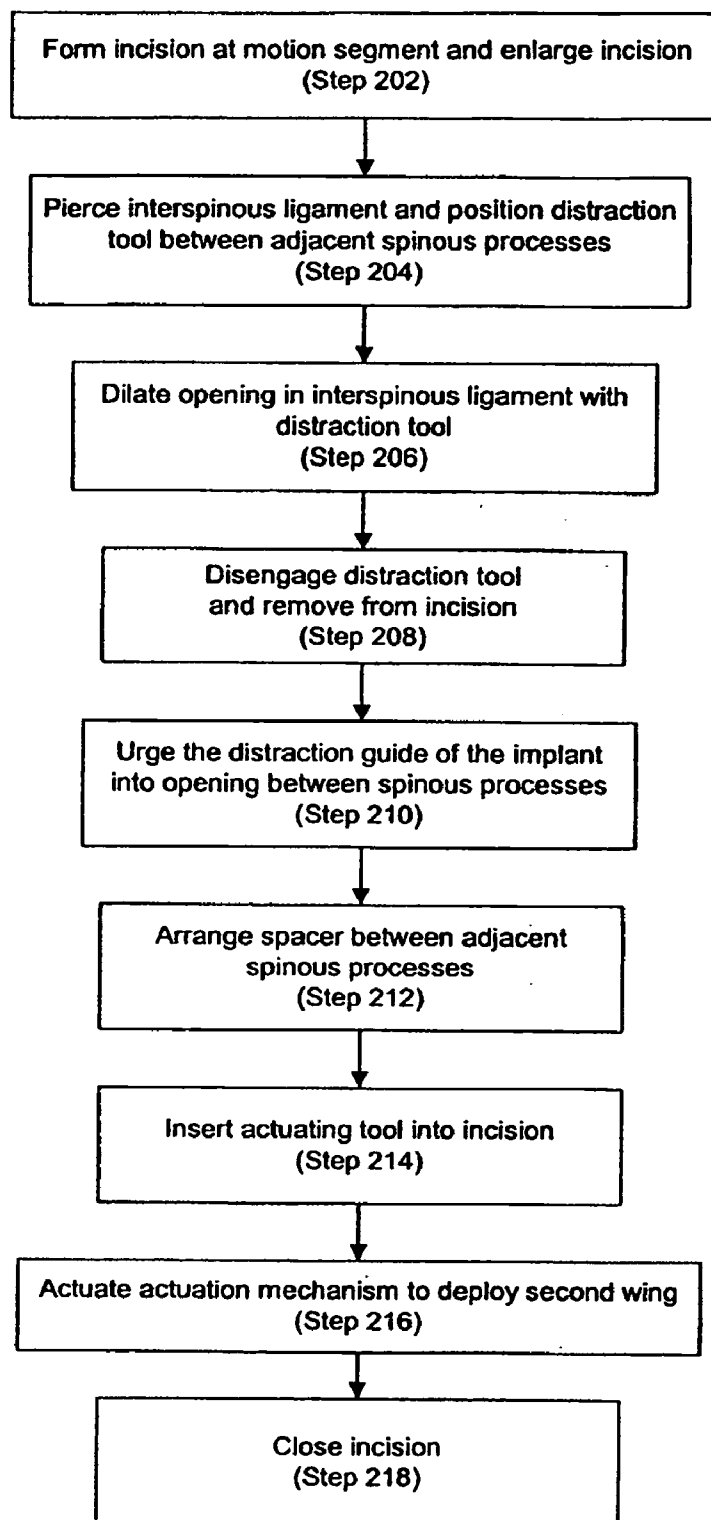 Form incision at motion segment and enlarge incision
(Step 202)
Pierce interspinous ligament and position distraction
tool between adjacent spinous processes
(Step 204)
Dilate opening in interspinous ligament with
distraction tool
(Step 206)
Disengage distraction tool
and remove from incision
(Step 208)
Urge the distraction guide of the implant
into opening between spinous processes
(Step 210)
Arrange spacer between adjacent
spinous processes
(Step 212)
Insert actuating tool into incision
(Step 214)
Actuate actuation mechanism to deploy second wing
(Step 216)
Close incision
(Step 218)